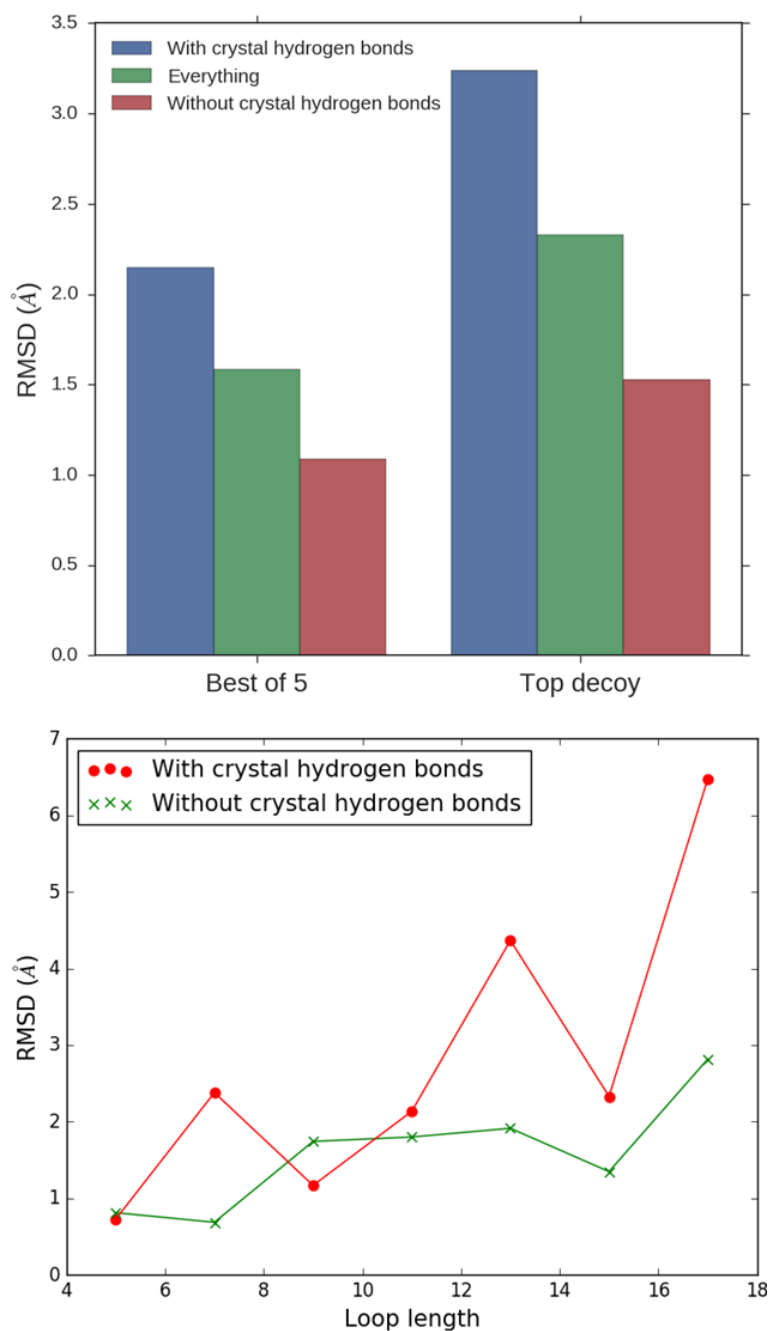 3.5
With crystal hydrogen bonds
Everything
Without crystal hydrogen bonds
3.0
2.5
2.0
1.5
1.0
0.5
0.0
RMSD (Å)
Best of 5 Top decoy
7
With crystal hydrogen bonds
Without crystal hydrogen bonds
6
5
4
3
2
1
0
RMSD (Å)
4 6 8 10 12 14 16 18
Loop length